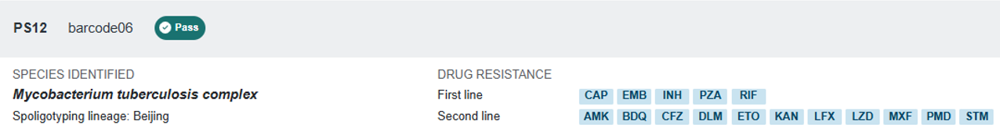 PS12 barcode06 Pass
SPECIES IDENTIFIED
Mycobacterium tuberculosis complex
Spoligotyping lineage: Beijing
DRUG RESISTANCE
First line CAP EMB INH PZA RIF
Second line AMK BDQ CFZ DLM ETO KAN LFX LZD MXF PMD STM